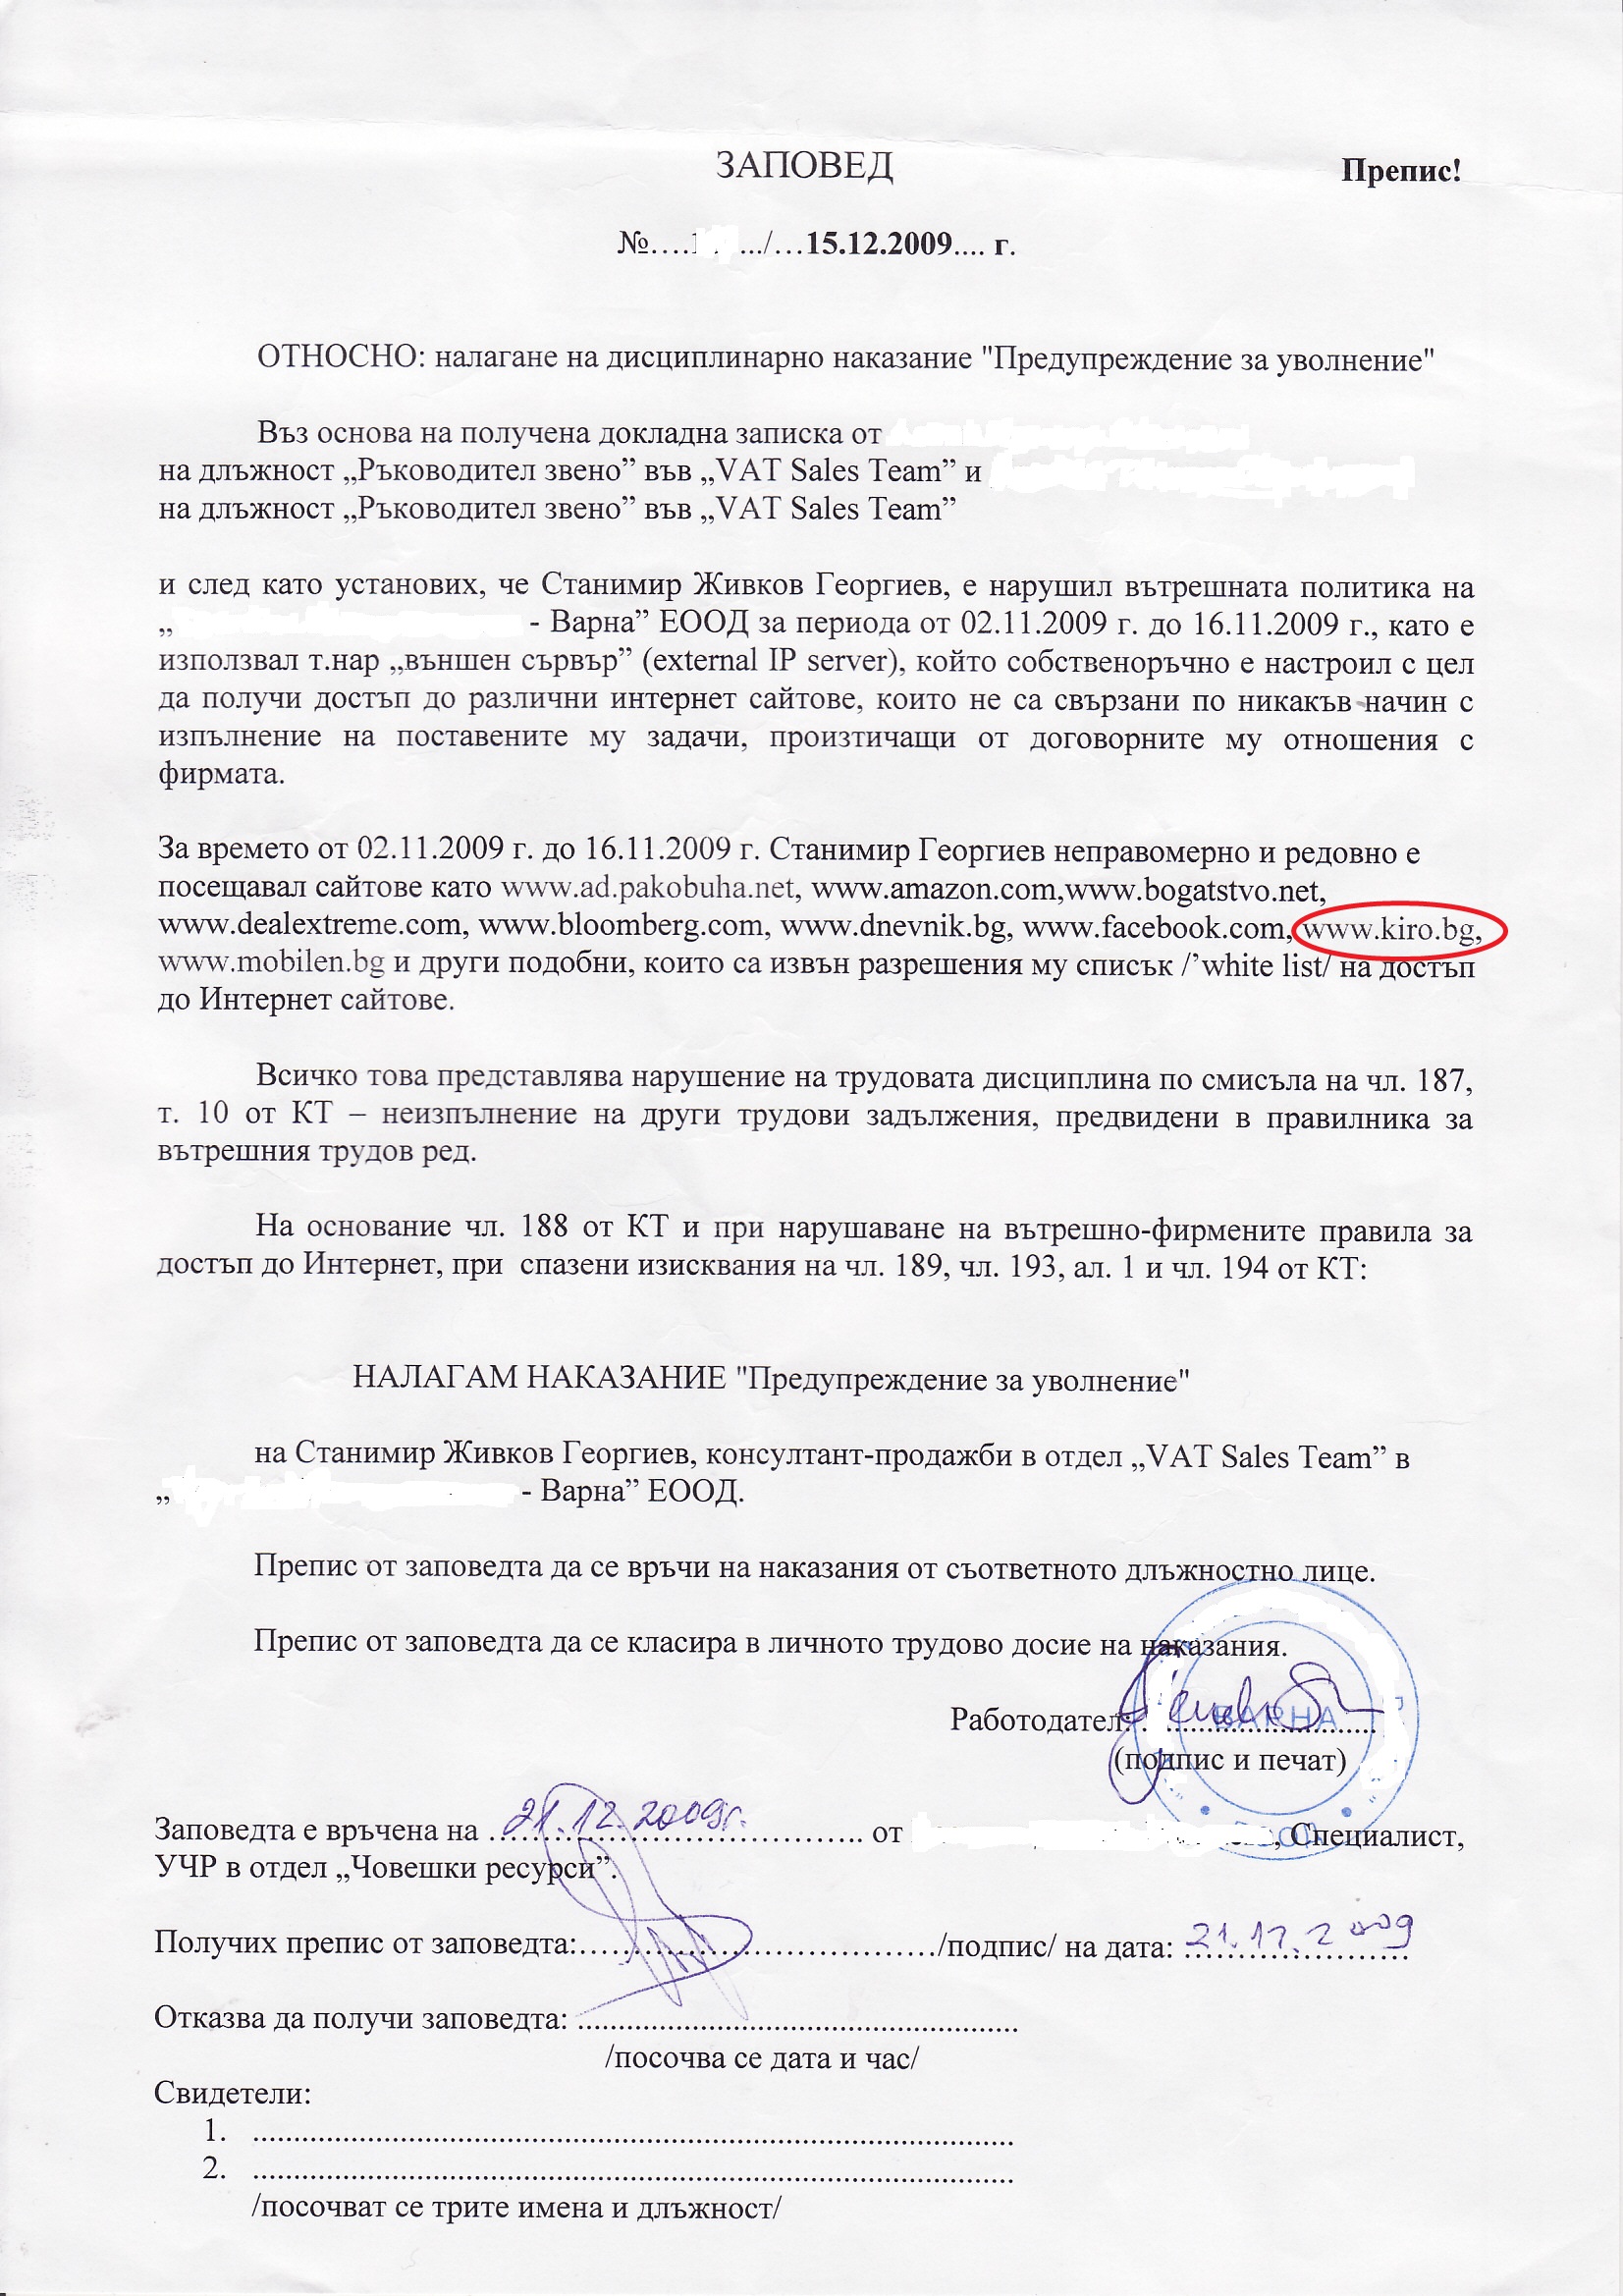 ЗАПОВЕД
Препис!
№.... .../...15.12.2009.... г.
ОТНОСНО: налагане на дисциплинарно наказание "Предупреждение за уволнение"
Въз основа на получена докладна записка от
на длъжност „Ръководител звено” във „VAT Sales Team” и
на длъжност „Ръководител звено” във „VAT Sales Team”
и след като установих, че Станимир Живков Георгиев, е нарушил вътрешната политика на
„ - Варна” ЕООД за периода от 02.11.2009 г. до 16.11.2009 г., като е
използвал т.нар „външен сървър” (external IP server), който собственоръчно е настроил с цел
да получи достъп до различни интернет сайтове, които не са свързани по никакъв начин с
изпълнение на поставените му задачи, произтичащи от договорните му отношения с
фирмата.
За времето от 02.11.2009 г. до 16.11.2009 г. Станимир Георгиев неправомерно и редовно е
посещавал сайтове като www.ad.pakobuha.net, www.amazon.com,www.bogatstvo.net,
www.dealextreme.com, www.bloomberg.com, www.dnevnik.bg, www.facebook.com, www.kiro.bg,
www.mobilen.bg и други подобни, които са извън разрешения му списък /’white list/ на достъп
до Интернет сайтове.
Всичко това представлява нарушение на трудовата дисциплина по смисъла на чл. 187,
т. 10 от КТ – неизпълнение на други трудови задължения, предвидени в правилника за
вътрешния трудов ред.
На основание чл. 188 от КТ и при нарушаване на вътрешно-фирмените правила за
достъп до Интернет, при спазени изисквания на чл. 189, чл. 193, ал. 1 и чл. 194 от КТ:
НАЛАГАМ НАКАЗАНИЕ "Предупреждение за уволнение"
на Станимир Живков Георгиев, консултант-продажби в отдел „VAT Sales Team” в
„ - Варна” ЕООД.
Препис от заповедта да се връчи на наказания от съответното длъжностно лице.
Препис от заповедта да се класира в личното трудово досие на наказания.
Работодател: ..............................
ВАРНА
(подпис и печат)
Заповедта е връчена на 21.12.2009г. от , Специалист,
УЧР в отдел „Човешки ресурси”.
Получих препис от заповедта:................................../подпис/ на дата: 21.12.2009
Отказва да получи заповедта: ......................................................
/посочва се дата и час/
Свидетели:
1. ..............................................................................................
2. ..............................................................................................
/посочват се трите имена и длъжност/